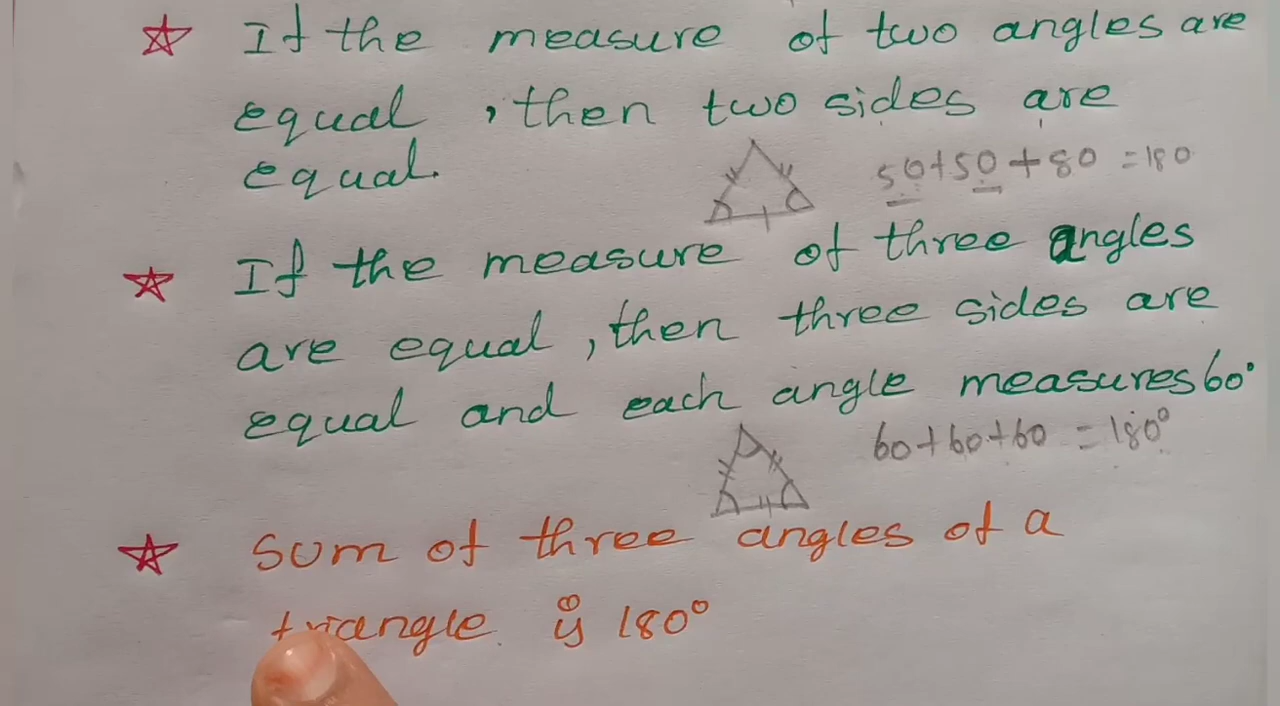 ☆ If the measure of two angles are
equal, then two sides are
equal.
50+50+80 =180
☆ If the measure of three angles
are equal, then three sides are
equal and each angle measures 60°
60+60+60 = 180°
☆ Sum of three angles of a
triangle is 180°